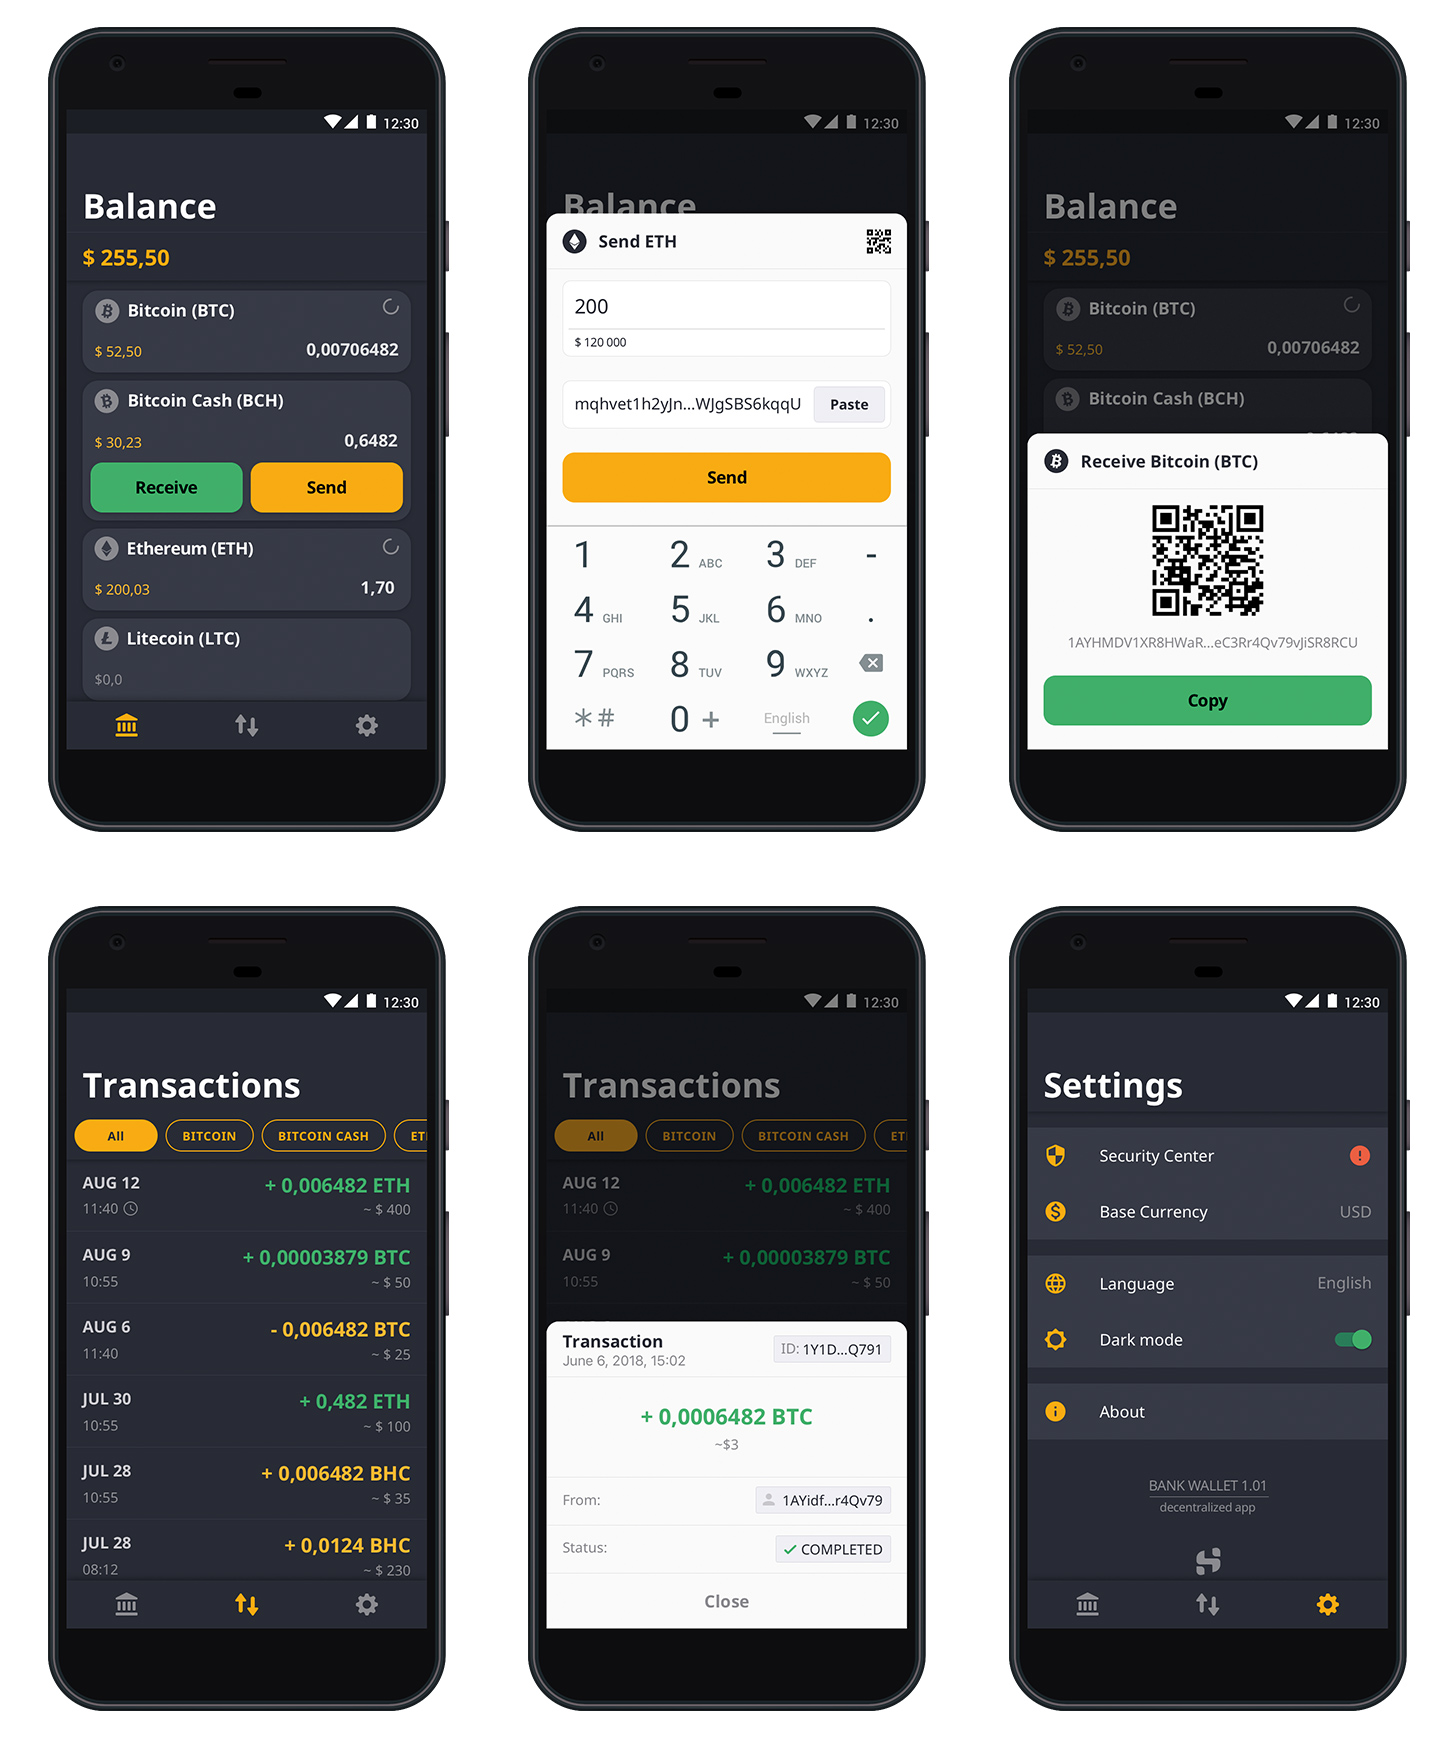 12:30
Balance
$ 255,50
Bitcoin (BTC)
$ 52,50 0,00706482
Bitcoin Cash (BCH)
$ 30,23 0,6482
Receive Send
Ethereum (ETH)
$ 200,03 1,70
Litecoin (LTC)
$0,0
12:30
Balance
Send ETH
200
$ 120 000
mqhvet1h2yJn...WJgSBS6kqqU Paste
Send
1 2 ABC 3 DEF -
4 GHI 5 JKL 6 MNO .
7 PQRS 8 TUV 9 WXYZ
*# 0 + English
12:30
Balance
$ 255,50
Bitcoin (BTC)
$ 52,50 0,00706482
Bitcoin Cash (BCH)
Receive Bitcoin (BTC)
1AYHMDV1XR8HWaR...eC3Rr4Qv79vJiSR8RCU
Copy
12:30
Transactions
All BITCOIN BITCOIN CASH
AUG 12 + 0,006482 ETH
11:40 ~ $ 400
AUG 9 + 0,00003879 BTC
10:55 ~ $ 50
AUG 6 - 0,006482 BTC
11:40 ~ $ 25
JUL 30 + 0,482 ETH
10:55 ~ $ 100
JUL 28 + 0,006482 BHC
10:55 ~ $ 35
JUL 28 + 0,0124 BHC
08:12 ~ $ 230
12:30
Transactions
All BITCOIN BITCOIN CASH
AUG 12 + 0,006482 ETH
11:40 ~ $ 400
AUG 9 + 0,00003879 BTC
10:55 ~ $ 50
Transaction
June 6, 2018, 15:02 ID: 1Y1D...Q791
+ 0,0006482 BTC
~$3
From: 1AYidf...r4Qv79
Status: COMPLETED
Close
12:30
Settings
Security Center
Base Currency USD
Language English
Dark mode
About
BANK WALLET 1.01
decentralized app